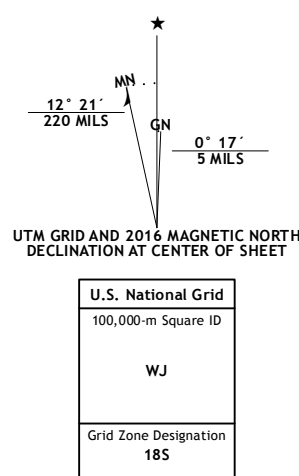 ★
MN
GN
12° 21´
220 MILS
0° 17´
5 MILS
UTM GRID AND 2016 MAGNETIC NORTH
DECLINATION AT CENTER OF SHEET
U.S. National Grid
100,000-m Square ID
WJ
Grid Zone Designation
18S